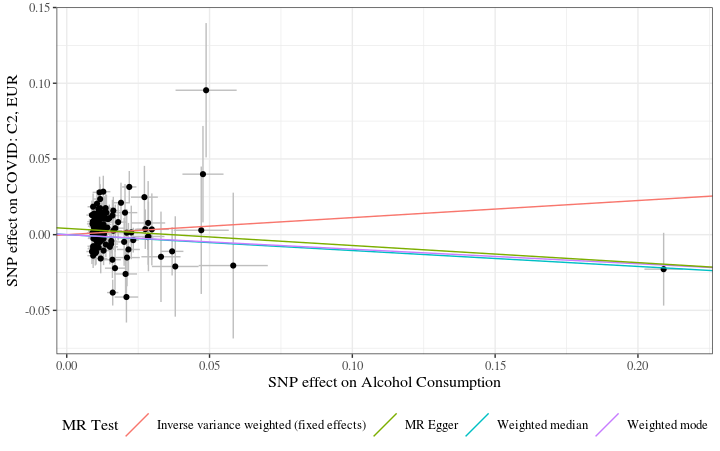 SNP effect on COVID: C2, EUR
0.15
0.10
0.05
0.00
-0.05
0.00 0.05 0.10 0.15 0.20
SNP effect on Alcohol Consumption
MR Test Inverse variance weighted (fixed effects) MR Egger Weighted median Weighted mode